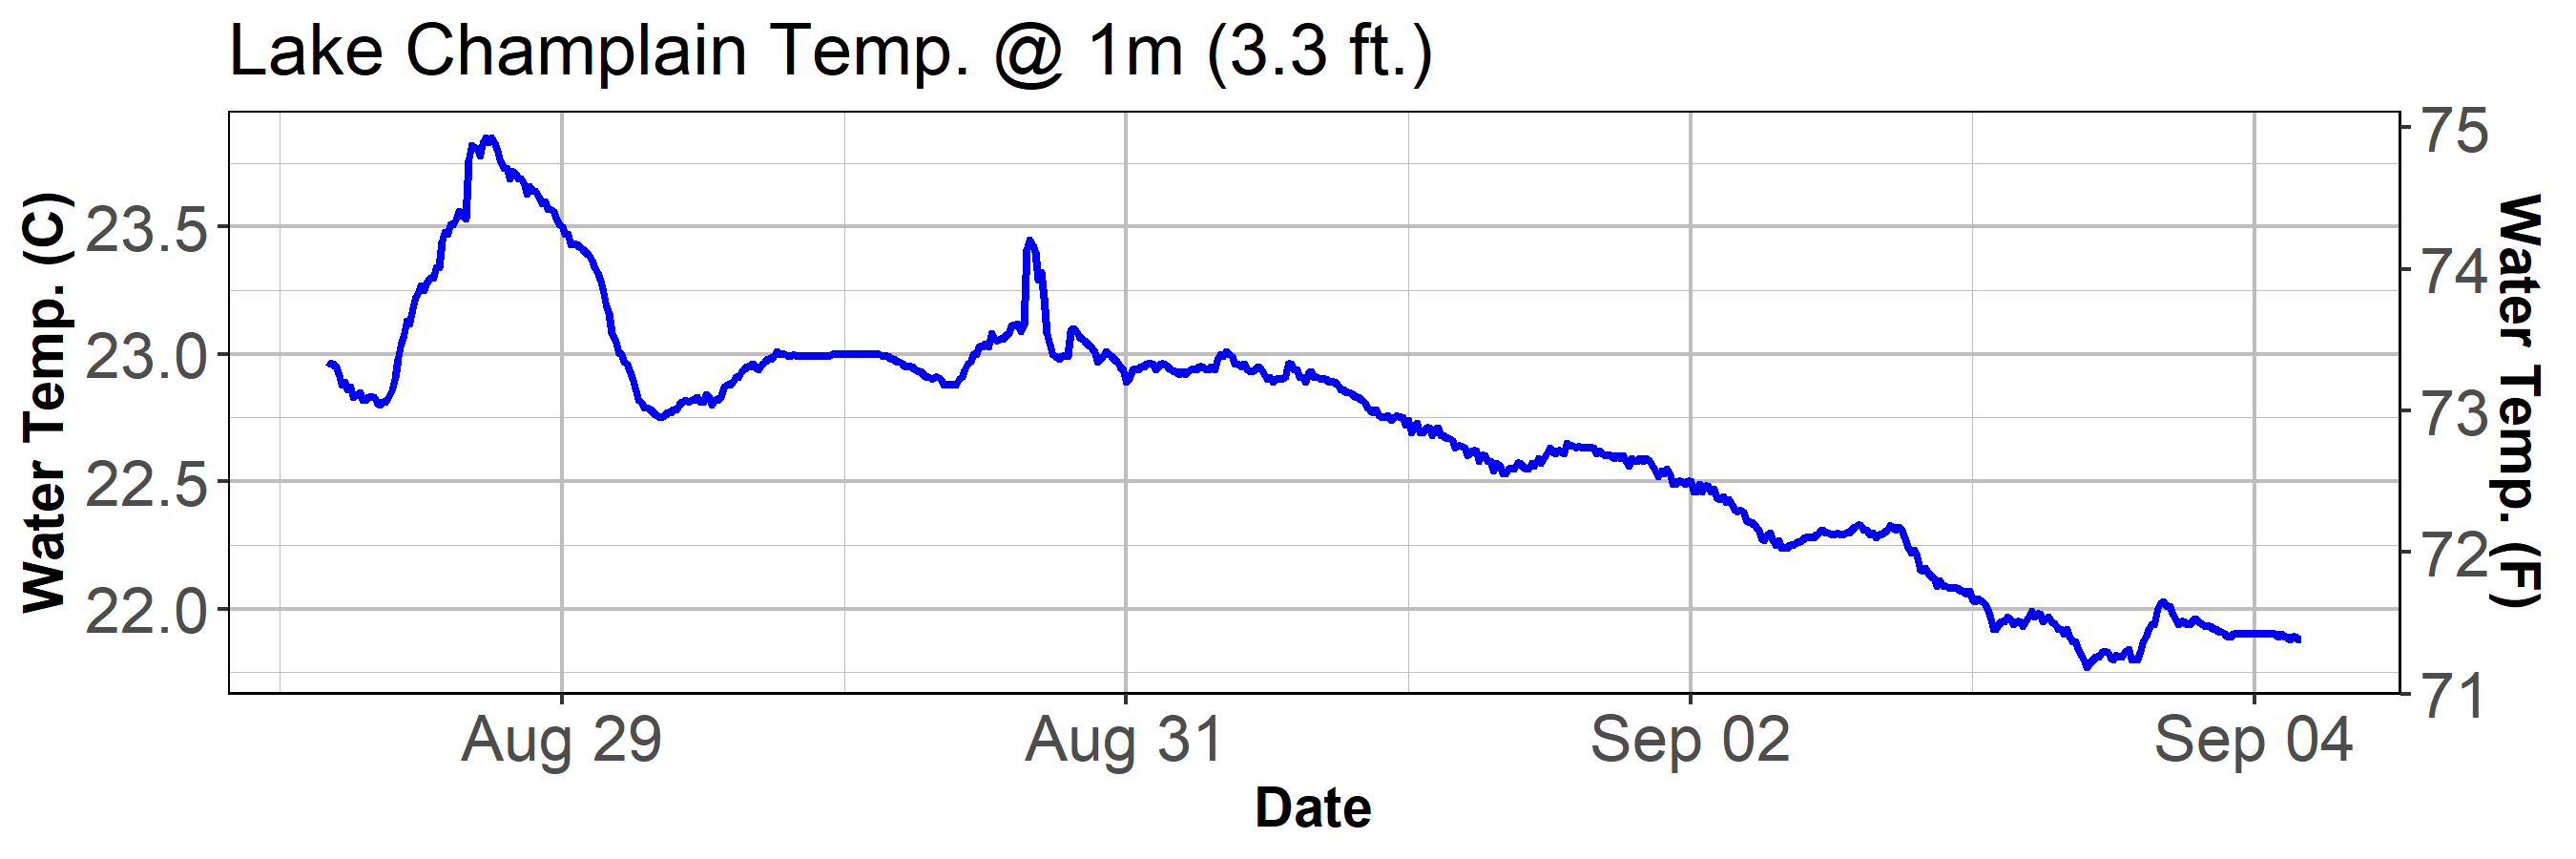 Lake Champlain Temp. @ 1m (3.3 ft.)
Water Temp. (C)
23.5
23.0
22.5
22.0
75
74
73
72
71
Water Temp. (F)
Aug 29
Aug 31
Sep 02
Sep 04
Date